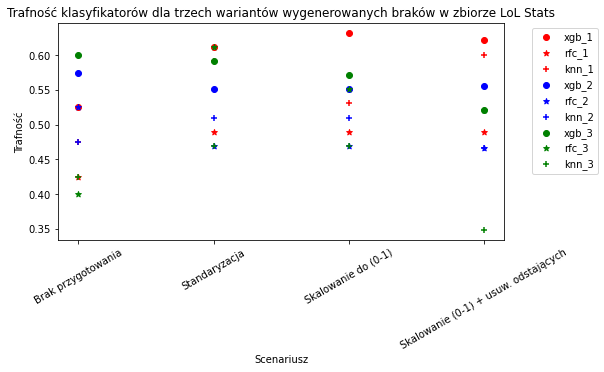 Trafność klasyfikatorów dla trzech wariantów wygenerowanych braków w zbiorze LoL Stats
Trafność
0.60
0.55
0.50
0.45
0.40
0.35
Brak przygotowania
Standaryzacja
Skalowanie do (0-1)
Skalowanie (0-1) + usuw. odstających
Scenariusz
xgb_1
rfc_1
knn_1
xgb_2
rfc_2
knn_2
xgb_3
rfc_3
knn_3